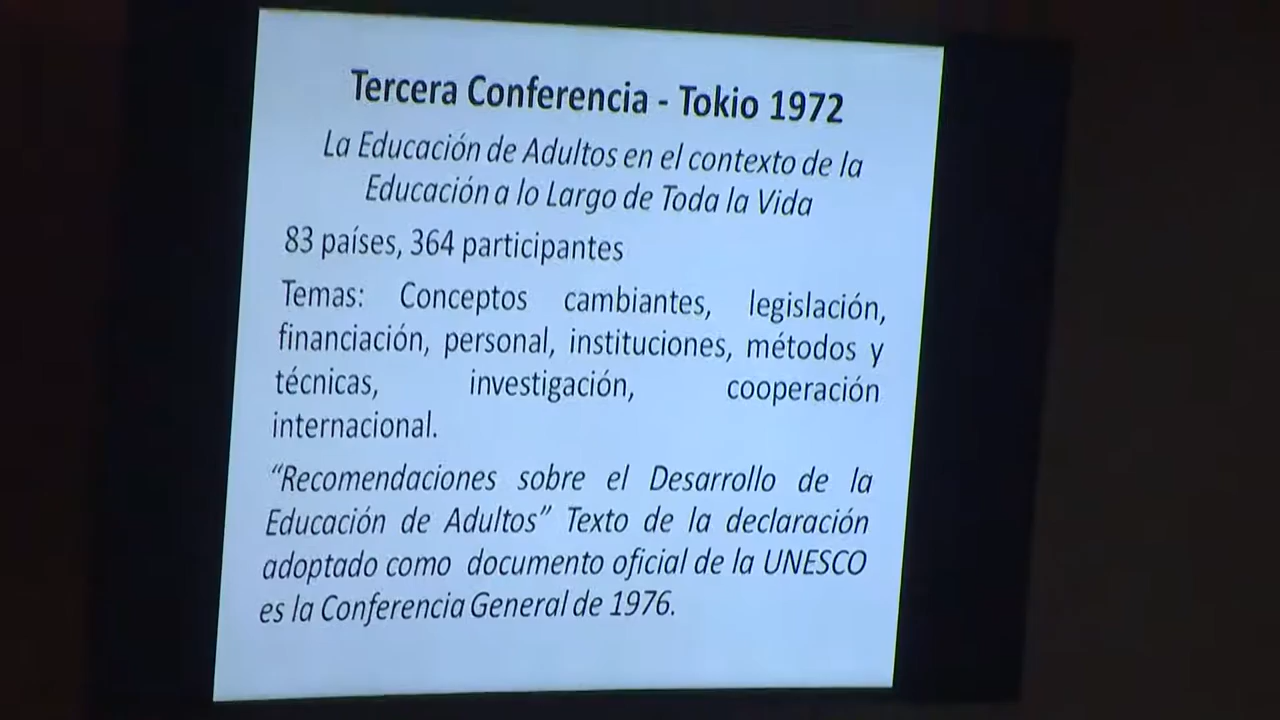 Tercera Conferencia - Tokio 1972
La Educación de Adultos en el contexto de la
Educación a lo Largo de Toda la Vida
83 países, 364 participantes
Temas: Conceptos cambiantes, legislación,
financiación, personal, instituciones, métodos y
técnicas, investigación, cooperación
internacional.
“Recomendaciones sobre el Desarrollo de la
Educación de Adultos” Texto de la declaración
adoptado como documento oficial de la UNESCO
es la Conferencia General de 1976.